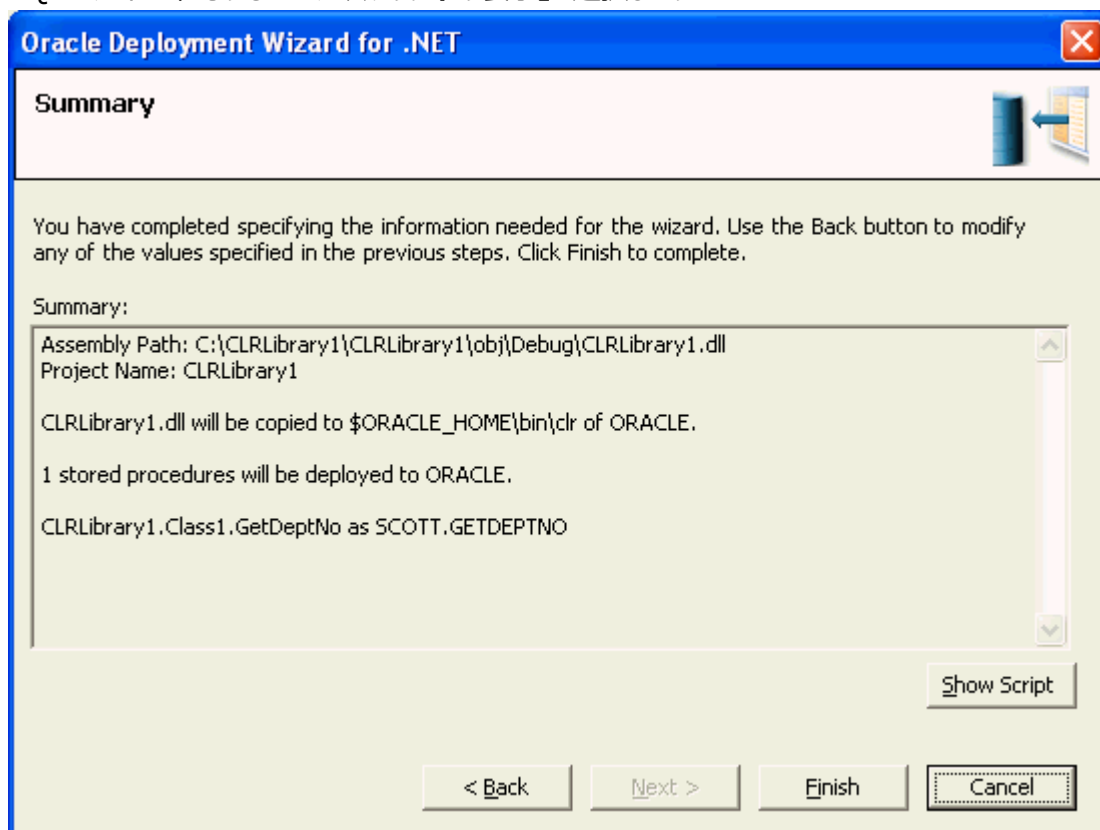 Oracle Deployment Wizard for .NET
Summary
You have completed specifying the information needed for the wizard. Use the Back button to modify
any of the values specified in the previous steps. Click Finish to complete.
Summary:
Assembly Path: C:\CLRLibrary1\CLRLibrary1\obj\Debug\CLRLibrary1.dll
Project Name: CLRLibrary1
CLRLibrary1.dll will be copied to $ORACLE_HOME\bin\clr of ORACLE.
1 stored procedures will be deployed to ORACLE.
CLRLibrary1.Class1.GetDeptNo as SCOTT.GETDEPTNO
Show Script
< Back Next > Finish Cancel